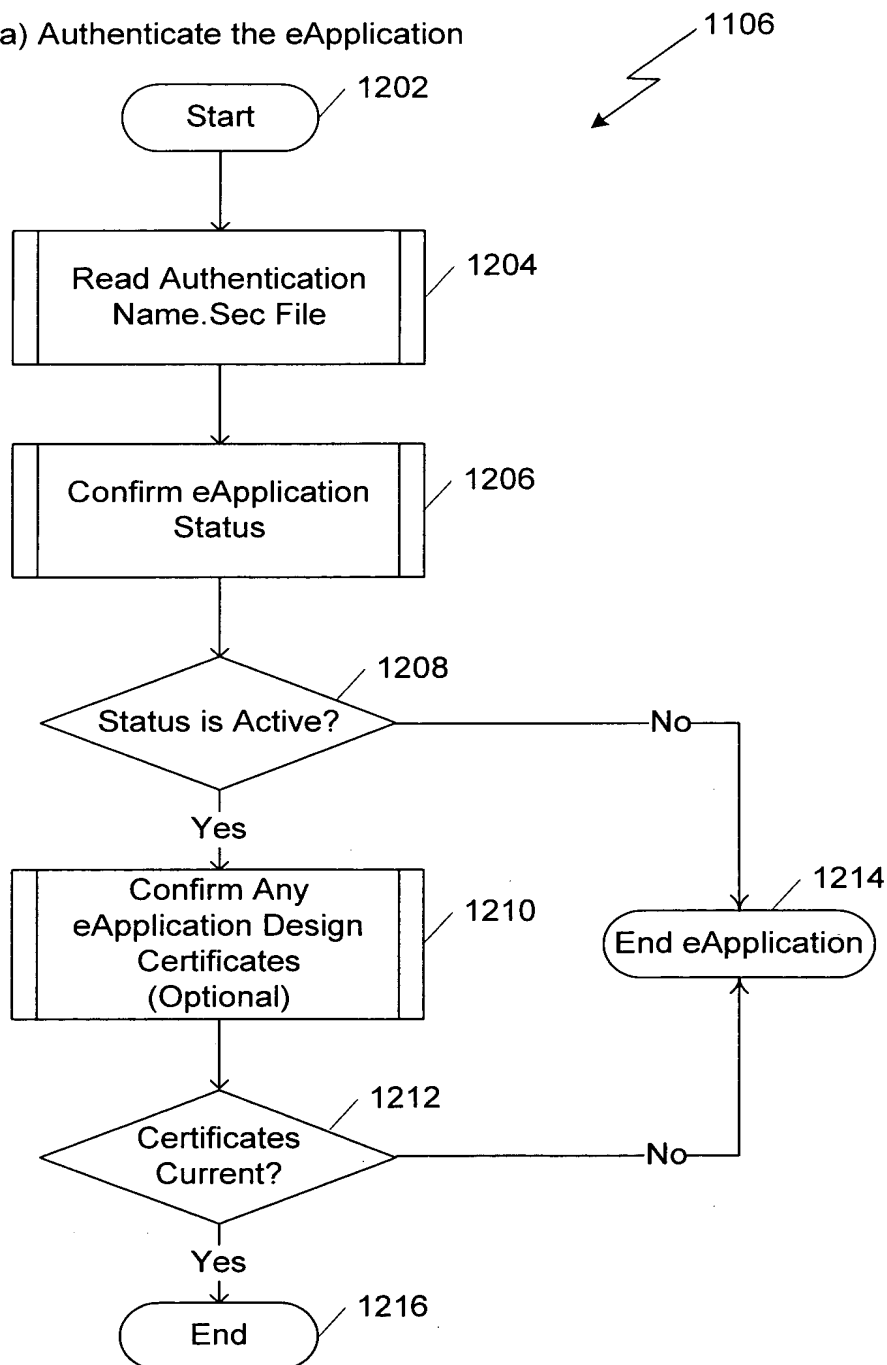 a) Authenticate the eApplication
1106
1202
Start
1204
Read Authentication
Name.Sec File
1206
Confirm eApplication
Status
1208
Status is Active?
No
Yes
1210
Confirm Any
eApplication Design
Certificates
(Optional)
1214
End eApplication
1212
Certificates
Current?
No
Yes
1216
End